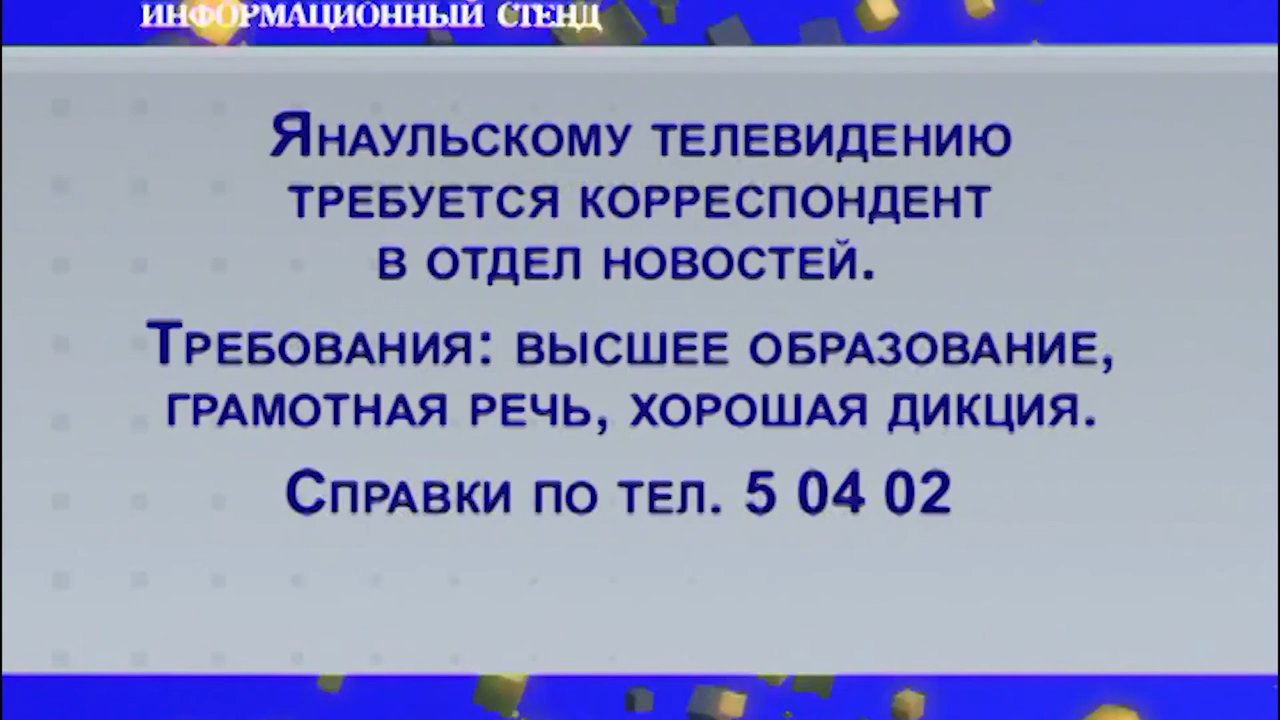 ИНФОРМАЦИОННЫЙ СТЕНД
Янаульскому телевидению
требуется корреспондент
в отдел новостей.
Требования: высшее образование,
грамотная речь, хорошая дикция.
Справки по тел. 5 04 02